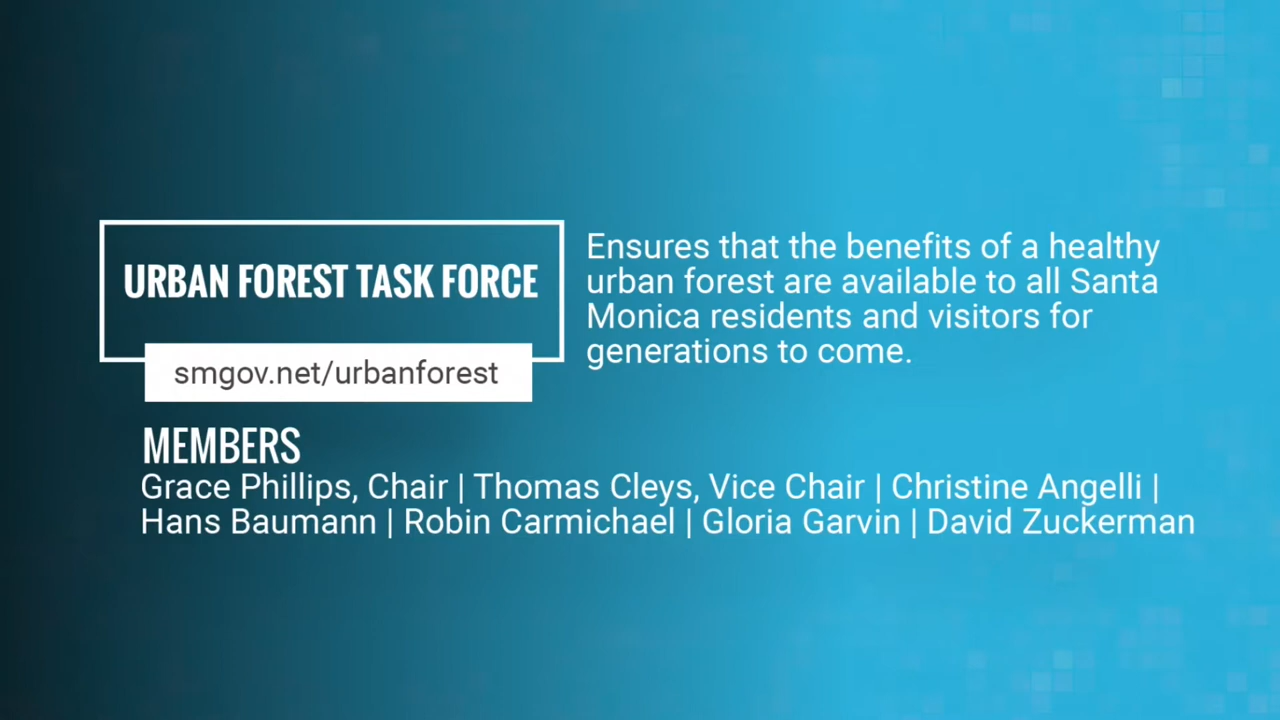 URBAN FOREST TASK FORCE
smgov.net/urbanforest
Ensures that the benefits of a healthy
urban forest are available to all Santa
Monica residents and visitors for
generations to come.
MEMBERS
Grace Phillips, Chair | Thomas Cleys, Vice Chair | Christine Angelli |
Hans Baumann | Robin Carmichael | Gloria Garvin | David Zuckerman